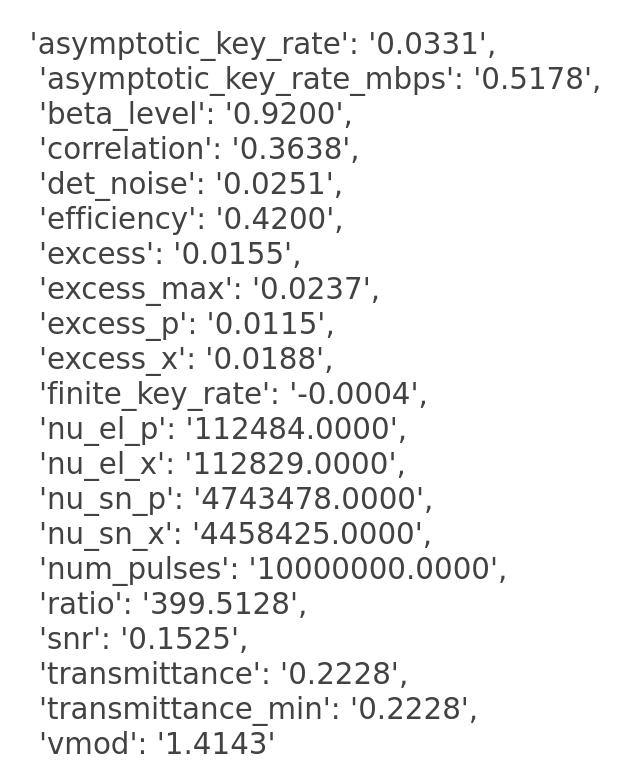 'asymptotic_key_rate': '0.0331',
'asymptotic_key_rate_mbps': '0.5178',
'beta_level': '0.9200',
'correlation': '0.3638',
'det_noise': '0.0251',
'efficiency': '0.4200',
'excess': '0.0155',
'excess_max': '0.0237',
'excess_p': '0.0115',
'excess_x': '0.0188',
'finite_key_rate': '-0.0004',
'nu_el_p': '112484.0000',
'nu_el_x': '112829.0000',
'nu_sn_p': '4743478.0000',
'nu_sn_x': '4458425.0000',
'num_pulses': '10000000.0000',
'ratio': '399.5128',
'snr': '0.1525',
'transmittance': '0.2228',
'transmittance_min': '0.2228',
'vmod': '1.4143'